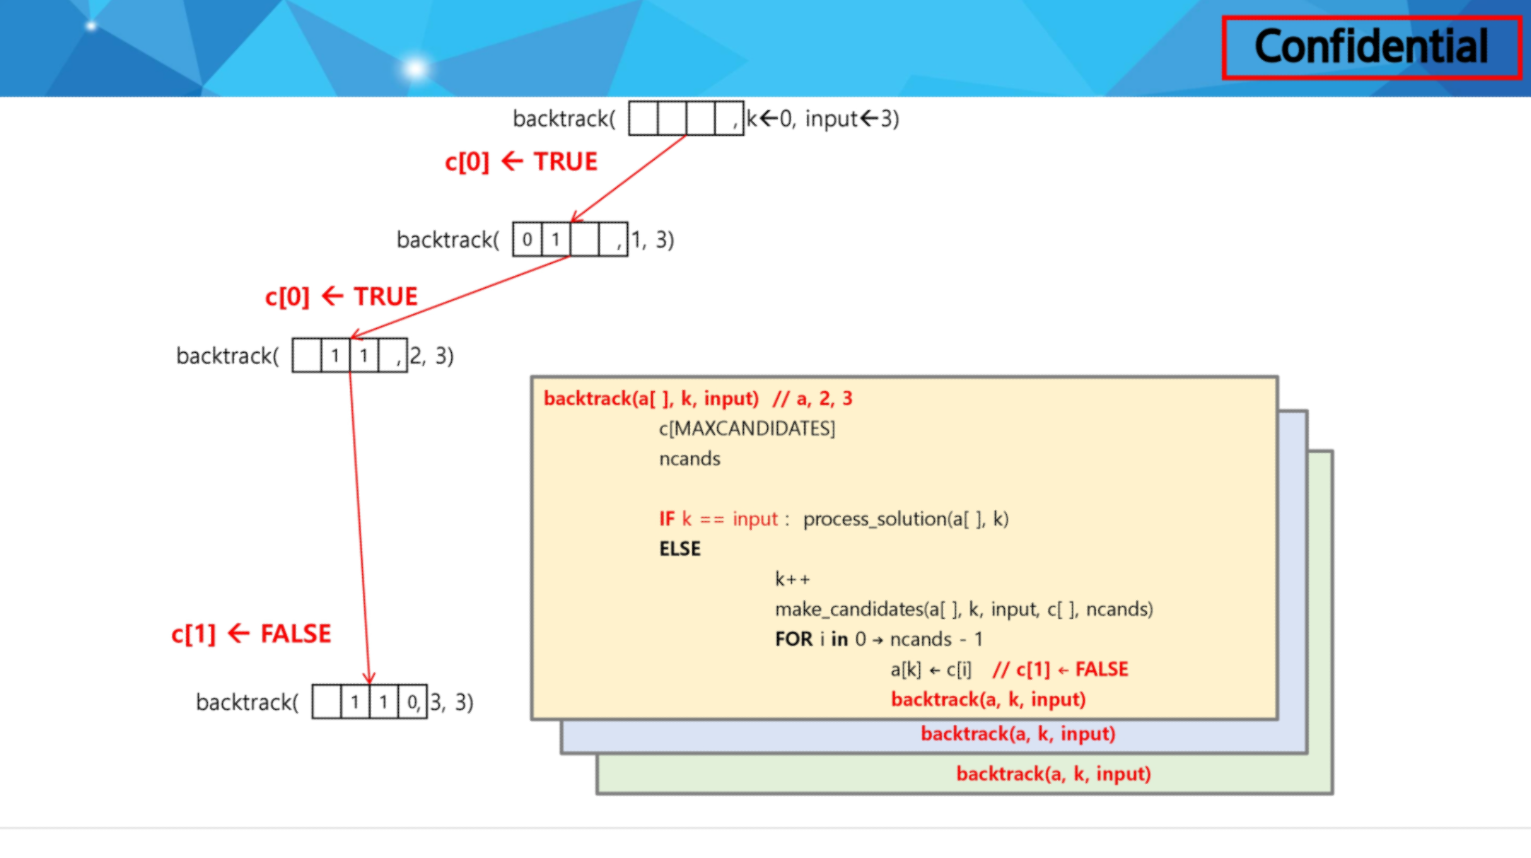 Confidential
backtrack( , k←0, input←3)
c[0] ← TRUE
backtrack( 0 1 , 1, 3)
c[0] ← TRUE
backtrack( 1 1 , 2, 3)
backtrack(a[ ], k, input) // a, 2, 3
c[MAXCANDIDATES]
ncands
IF k == input : process_solution(a[ ], k)
ELSE
k++
make_candidates(a[ ], k, input, c[ ], ncands)
FOR i in 0 → ncands - 1
a[k] ← c[i] // c[1] ← FALSE
backtrack(a, k, input)
backtrack(a, k, input)
backtrack(a, k, input)
c[1] ← FALSE
backtrack( 1 1 0, 3, 3)